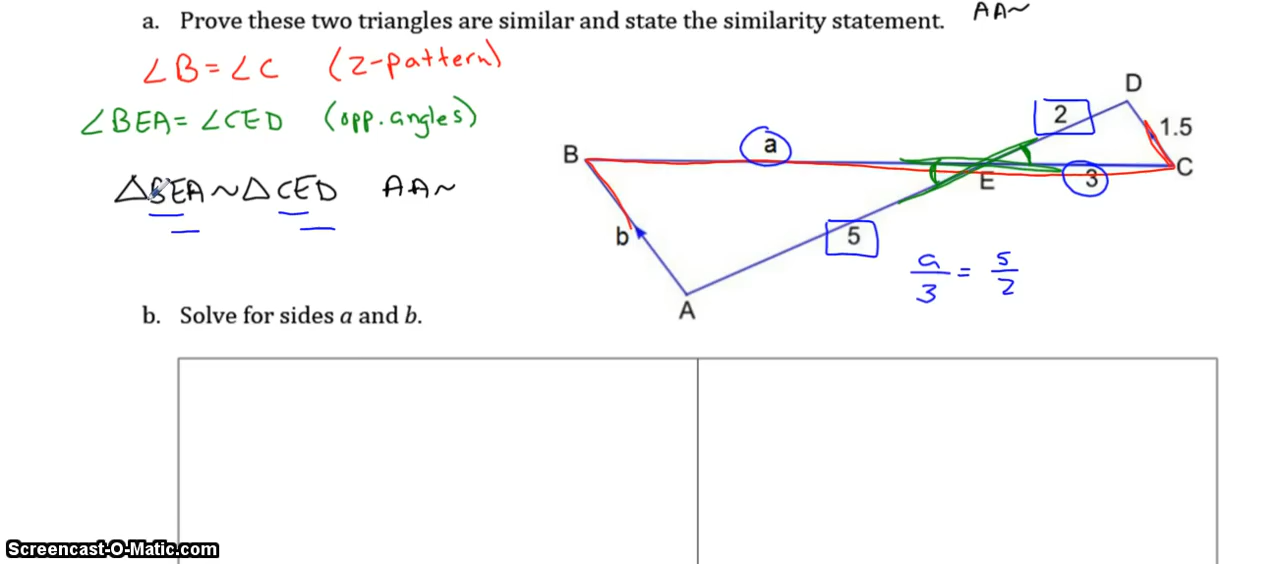 a. Prove these two triangles are similar and state the similarity statement. AA~
∠B = ∠C (Z-pattern)
∠BEA = ∠CED (opp. angles)
△BEA ~ △CED AA~
D
2
1.5
B
a
C
E
3
b
5
a/3 = 5/2
A
b. Solve for sides a and b.
Screencast-O-Matic.com